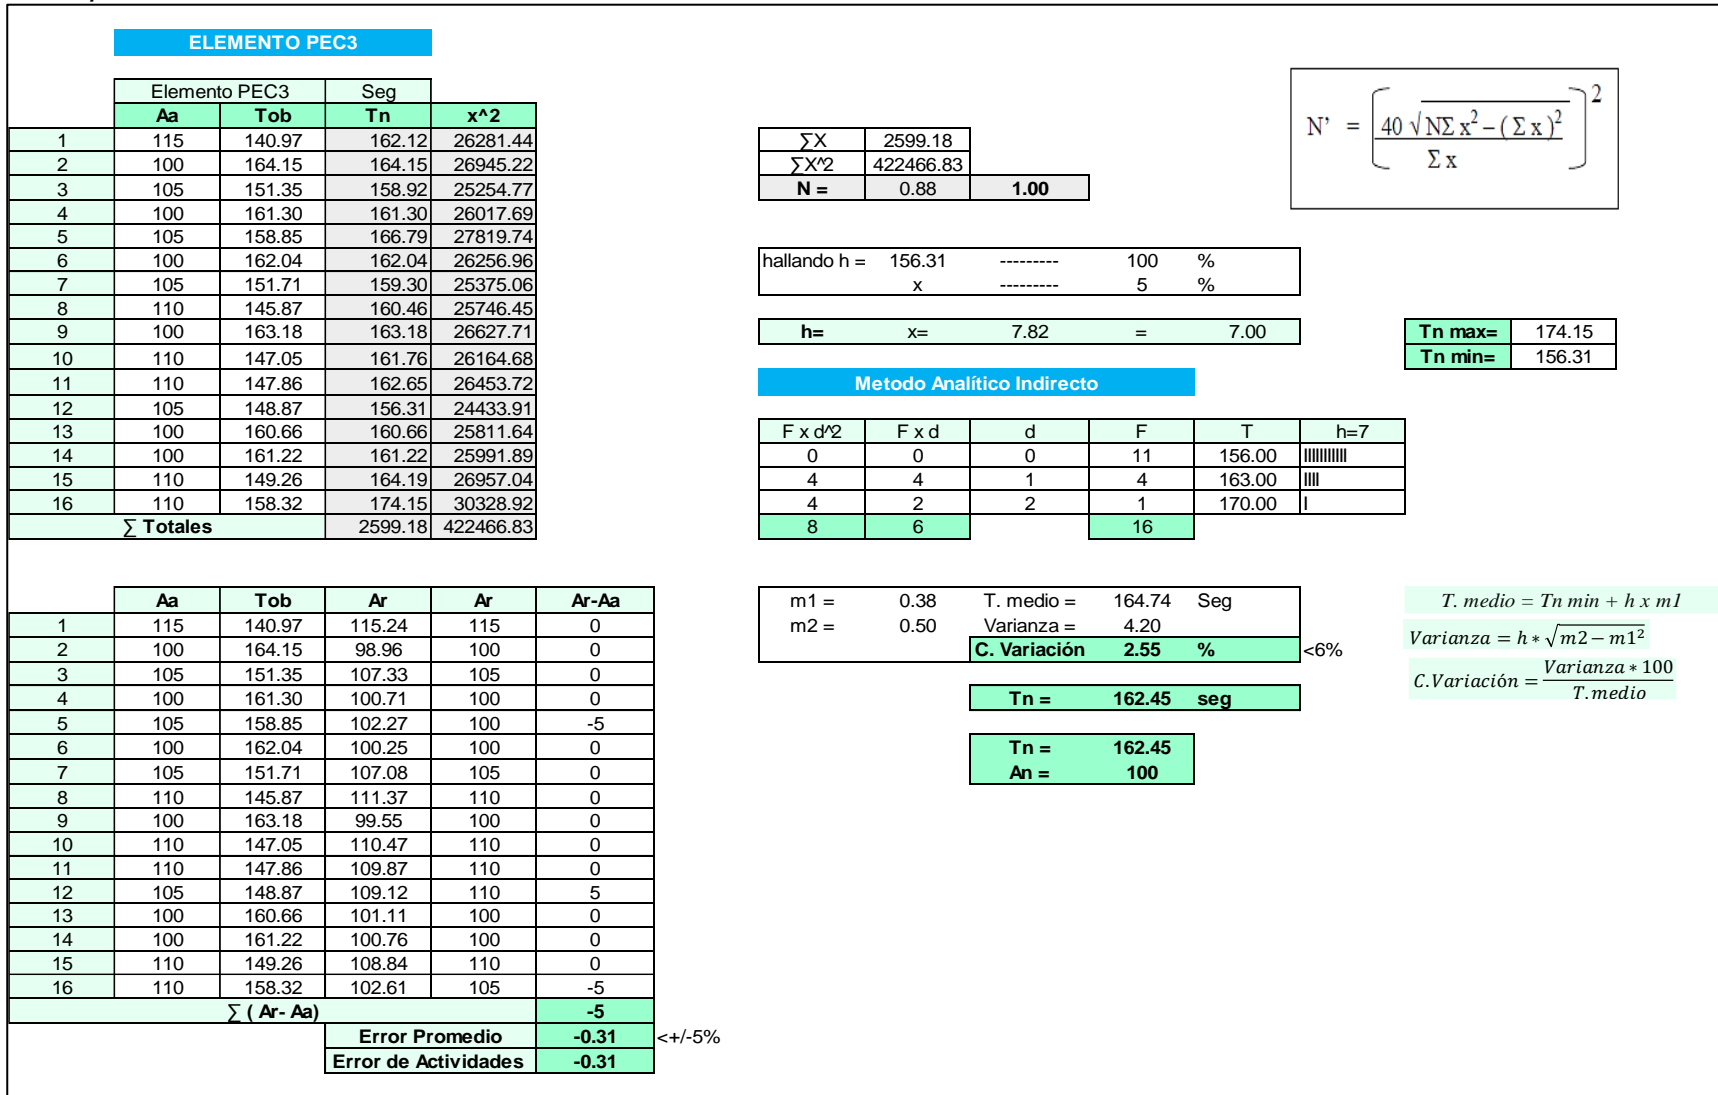 ELEMENTO PEC3
Elemento PEC3 Seg
Aa Tob Tn x^2
1 115 140.97 162.12 26281.44
2 100 164.15 164.15 26945.22
3 105 151.35 158.92 25254.77
4 100 161.30 161.30 26017.69
5 105 158.85 166.79 27819.74
6 100 162.04 162.04 26256.96
7 105 151.71 159.30 25375.06
8 110 145.87 160.46 25746.45
9 100 163.18 163.18 26627.71
10 110 147.05 161.76 26164.68
11 110 147.86 162.65 26453.72
12 105 148.87 156.31 24433.91
13 100 160.66 160.66 25811.64
14 100 161.22 161.22 25991.89
15 110 149.26 164.19 26957.04
16 110 158.32 174.15 30328.92
∑ Totales 2599.18 422466.83
∑X 2599.18
∑X^2 422466.83
N = 0.88 1.00
N' = (40 √NΣ x² – ( Σ x )² / Σ x)²
hallando h = 156.31 --------- 100 %
x --------- 5 %
h= x= 7.82 = 7.00
Tn max= 174.15
Tn min= 156.31
Metodo Analítico Indirecto
F x d^2 F x d d F T h=7
0 0 0 11 156.00 IIIIIIIIIII
4 4 1 4 163.00 IIII
4 2 2 1 170.00 I
8 6 16
m1 = 0.38 T. medio = 164.74 Seg
m2 = 0.50 Varianza = 4.20
C. Variación 2.55 % <6%
Tn = 162.45 seg
Tn = 162.45
An = 100
T. medio = Tn min + h x m1
Varianza = h * √m2 − m1²
C.Variación = Varianza * 100 / T.medio
Aa Tob Ar Ar Ar-Aa
1 115 140.97 115.24 115 0
2 100 164.15 98.96 100 0
3 105 151.35 107.33 105 0
4 100 161.30 100.71 100 0
5 105 158.85 102.27 100 -5
6 100 162.04 100.25 100 0
7 105 151.71 107.08 105 0
8 110 145.87 111.37 110 0
9 100 163.18 99.55 100 0
10 110 147.05 110.47 110 0
11 110 147.86 109.87 110 0
12 105 148.87 109.12 110 5
13 100 160.66 101.11 100 0
14 100 161.22 100.76 100 0
15 110 149.26 108.84 110 0
16 110 158.32 102.61 105 -5
∑ ( Ar- Aa) -5
Error Promedio -0.31 <+/-5%
Error de Actividades -0.31